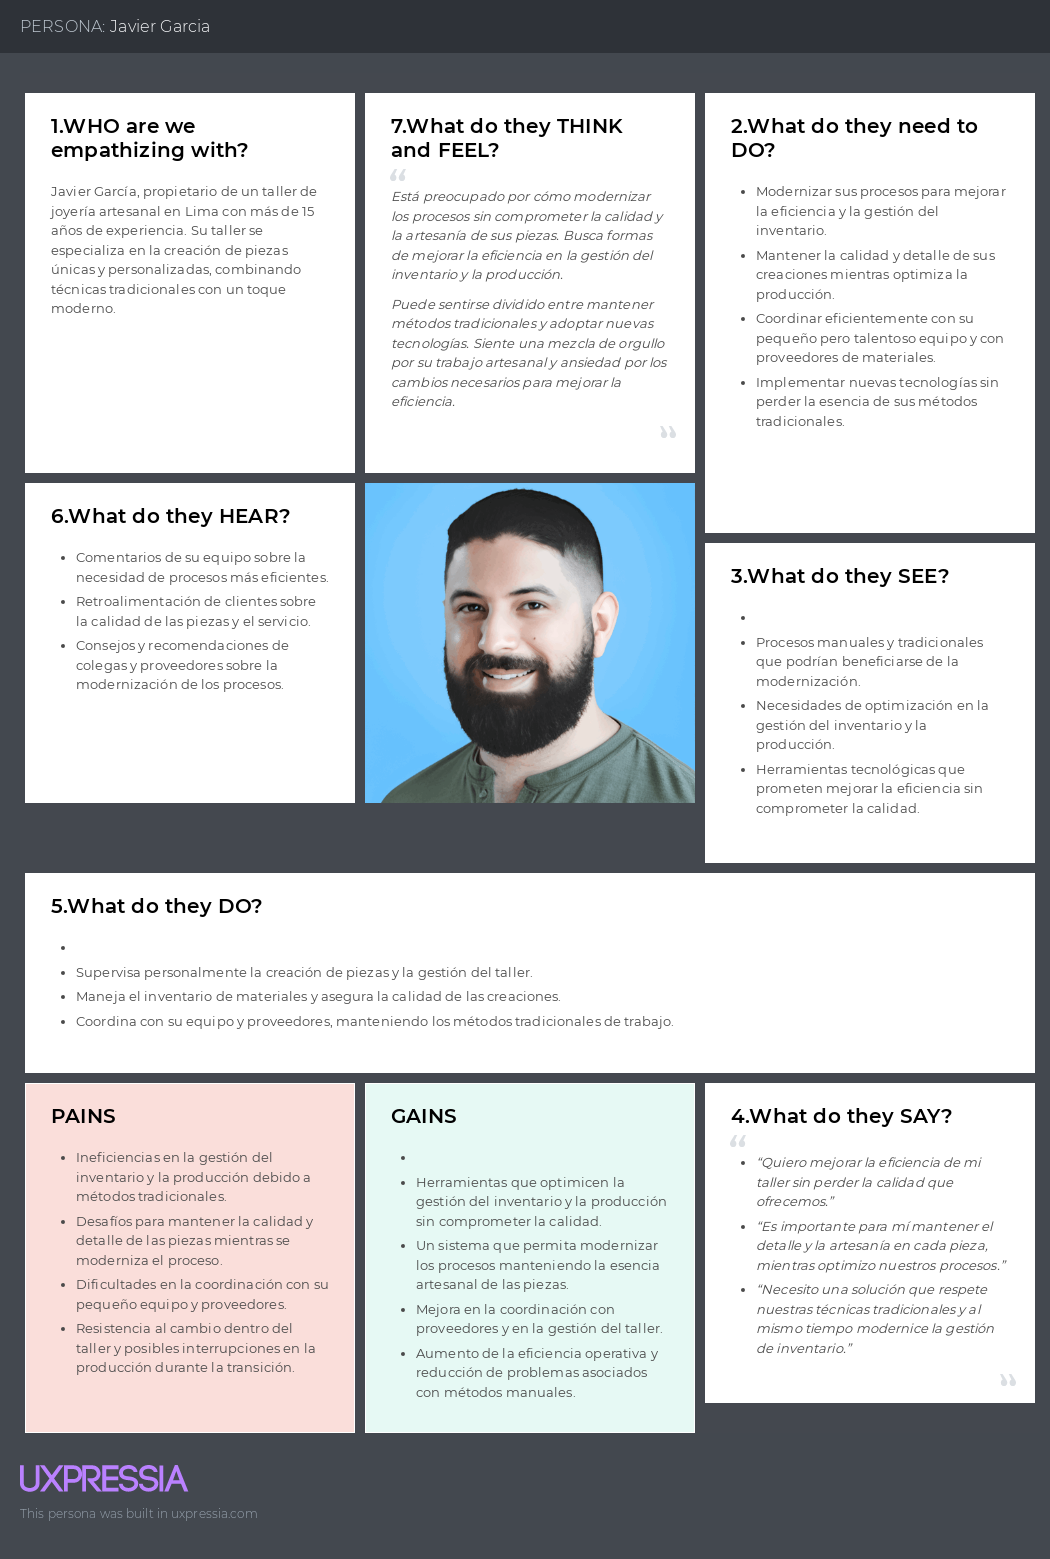 PERSONA: Javier Garcia
1.WHO are we
empathizing with?
Javier García, propietario de un taller de
joyería artesanal en Lima con más de 15
años de experiencia. Su taller se
especializa en la creación de piezas
únicas y personalizadas, combinando
técnicas tradicionales con un toque
moderno.
7.What do they THINK
and FEEL?
“
Está preocupado por cómo modernizar
los procesos sin comprometer la calidad y
la artesanía de sus piezas. Busca formas
de mejorar la eficiencia en la gestión del
inventario y la producción.
Puede sentirse dividido entre mantener
métodos tradicionales y adoptar nuevas
tecnologías. Siente una mezcla de orgullo
por su trabajo artesanal y ansiedad por los
cambios necesarios para mejorar la
eficiencia.
”
2.What do they need to
DO?
• Modernizar sus procesos para mejorar
la eficiencia y la gestión del
inventario.
• Mantener la calidad y detalle de sus
creaciones mientras optimiza la
producción.
• Coordinar eficientemente con su
pequeño pero talentoso equipo y con
proveedores de materiales.
• Implementar nuevas tecnologías sin
perder la esencia de sus métodos
tradicionales.
6.What do they HEAR?
• Comentarios de su equipo sobre la
necesidad de procesos más eficientes.
• Retroalimentación de clientes sobre
la calidad de las piezas y el servicio.
• Consejos y recomendaciones de
colegas y proveedores sobre la
modernización de los procesos.
3.What do they SEE?
•
• Procesos manuales y tradicionales
que podrían beneficiarse de la
modernización.
• Necesidades de optimización en la
gestión del inventario y la
producción.
• Herramientas tecnológicas que
prometen mejorar la eficiencia sin
comprometer la calidad.
5.What do they DO?
•
• Supervisa personalmente la creación de piezas y la gestión del taller.
• Maneja el inventario de materiales y asegura la calidad de las creaciones.
• Coordina con su equipo y proveedores, manteniendo los métodos tradicionales de trabajo.
PAINS
• Ineficiencias en la gestión del
inventario y la producción debido a
métodos tradicionales.
• Desafíos para mantener la calidad y
detalle de las piezas mientras se
moderniza el proceso.
• Dificultades en la coordinación con su
pequeño equipo y proveedores.
• Resistencia al cambio dentro del
taller y posibles interrupciones en la
producción durante la transición.
GAINS
•
• Herramientas que optimicen la
gestión del inventario y la producción
sin comprometer la calidad.
• Un sistema que permita modernizar
los procesos manteniendo la esencia
artesanal de las piezas.
• Mejora en la coordinación con
proveedores y en la gestión del taller.
• Aumento de la eficiencia operativa y
reducción de problemas asociados
con métodos manuales.
4.What do they SAY?
“
• “Quiero mejorar la eficiencia de mi
taller sin perder la calidad que
ofrecemos.”
• “Es importante para mí mantener el
detalle y la artesanía en cada pieza,
mientras optimizo nuestros procesos.”
• “Necesito una solución que respete
nuestras técnicas tradicionales y al
mismo tiempo modernice la gestión
de inventario.”
”
UXPRESSIA
This persona was built in uxpressia.com